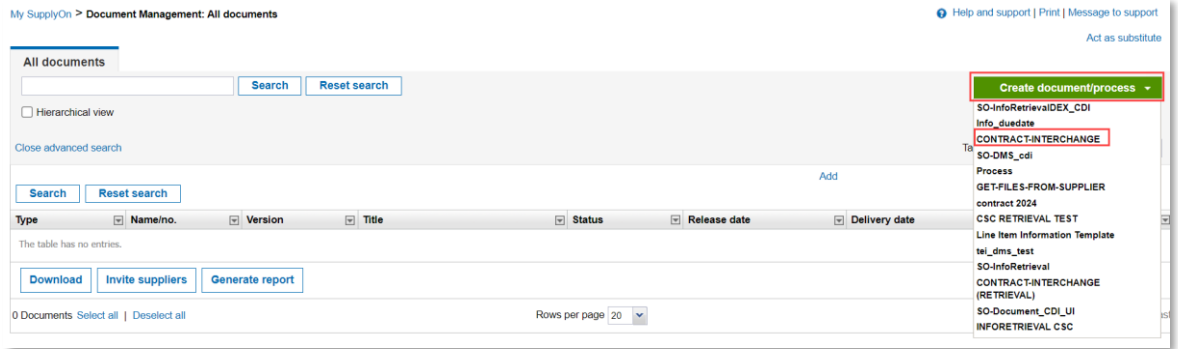 My SupplyOn > Document Management: All documents
Help and support | Print | Message to support
Act as substitute
All documents
Search Reset search
Create document/process
Hierarchical view
SO-InfoRetrievalDEX_CDI
Info_duedate
CONTRACT-INTERCHANGE
Close advanced search
SO-DMS_cdi
Process
Add
GET-FILES-FROM-SUPPLIER
Search Reset search
contract 2024
CSC RETRIEVAL TEST
Type Name/no. Version Title Status Release date Delivery date
Line Item Information Template
The table has no entries.
tei_dms_test
SO-InfoRetrieval
Download Invite suppliers Generate report
CONTRACT-INTERCHANGE
(RETRIEVAL)
0 Documents Select all | Deselect all
Rows per page 20
SO-Document_CDI_UI
INFORETRIEVAL CSC